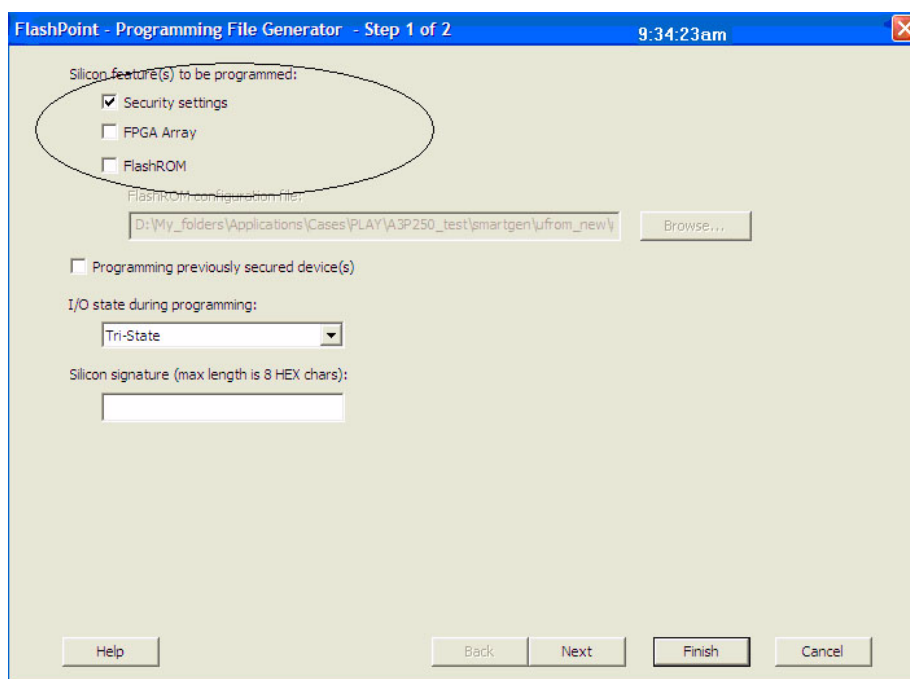 FlashPoint - Programming File Generator - Step 1 of 2 9:34:23am
Silicon feature(s) to be programmed:
Security settings
FPGA Array
FlashROM
FlashROM configuration file:
D:\My_folders\Applications\Cases\PLAY\A3P250_test\smartgen\ufrom_new\ Browse...
Programming previously secured device(s)
I/O state during programming:
Tri-State
Silicon signature (max length is 8 HEX chars):
Help Back Next Finish Cancel